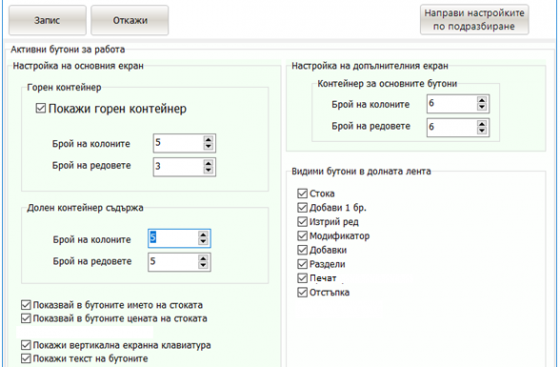 Запис
Откажи
Направи настройките
по подразбиране
Активни бутони за работа
Настройка на основния екран
Горен контейнер
Покажи горен контейнер
Брой на колоните 5
Брой на редовете 3
Долен контейнер съдържа
Брой на колоните 5
Брой на редовете 5
Показвай в бутоните името на стоката
Показвай в бутоните цената на стоката
Покажи вертикална екранна клавиатура
Покажи текст на бутоните
Настройка на допълнителния екран
Контейнер за основните бутони
Брой на колоните 6
Брой на редовете 6
Видими бутони в долната лента
Стока
Добави 1 бр.
Изтрий ред
Модификатор
Добавки
Раздели
Печат
Отстъпка